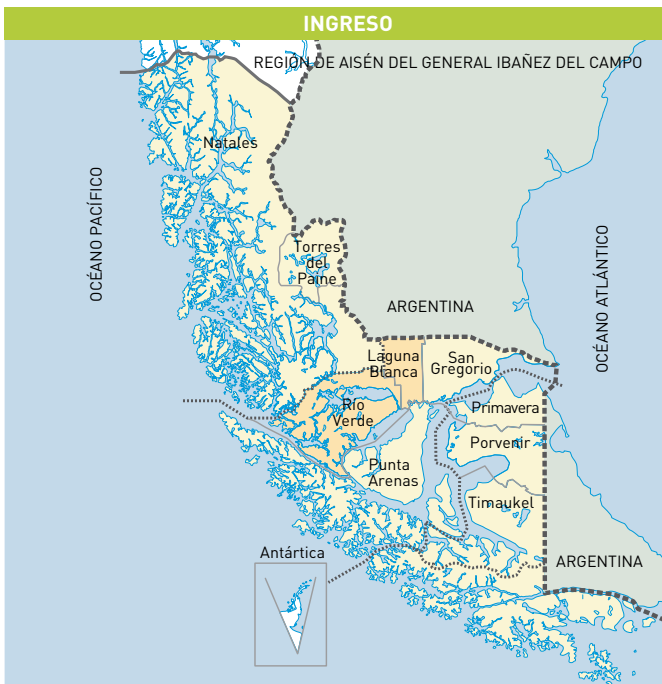 INGRESO
REGIÓN DE AISÉN DEL GENERAL IBAÑEZ DEL CAMPO
Natales
OCÉANO PACÍFICO
Torres
del
Paine
OCÉANO ATLÁNTICO
ARGENTINA
Laguna
Blanca
San
Gregorio
Río
Verde
Primavera
Porvenir
Punta
Arenas
Timaukel
Antártica
ARGENTINA